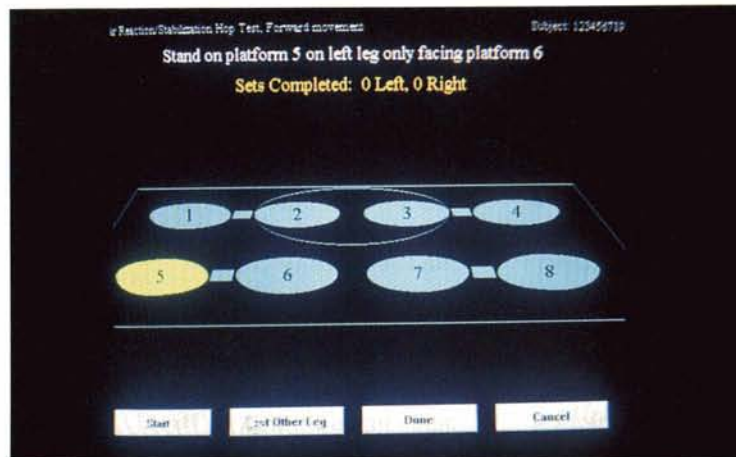 Reaction/Stabilization Hop Test, Forward movement
Subject: 123456789
Stand on platform 5 on left leg only facing platform 6
Sets Completed: 0 Left, 0 Right
1 2 3 4
5 6 7 8
Start
Test Other Leg
Done
Cancel